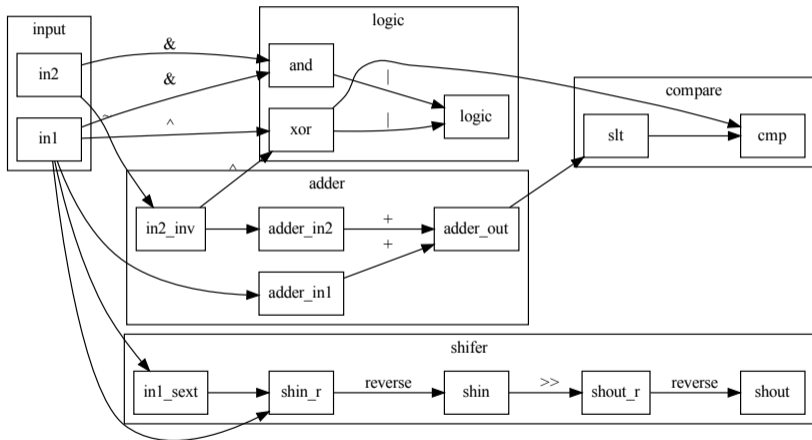 input
in2
in1
&
&
~
^
^
logic
and
xor
|
|
logic
compare
slt
cmp
adder
in2_inv
adder_in2
+
+
adder_out
adder_in1
shifer
in1_sext
shin_r
reverse
shin
>>
shout_r
reverse
shout